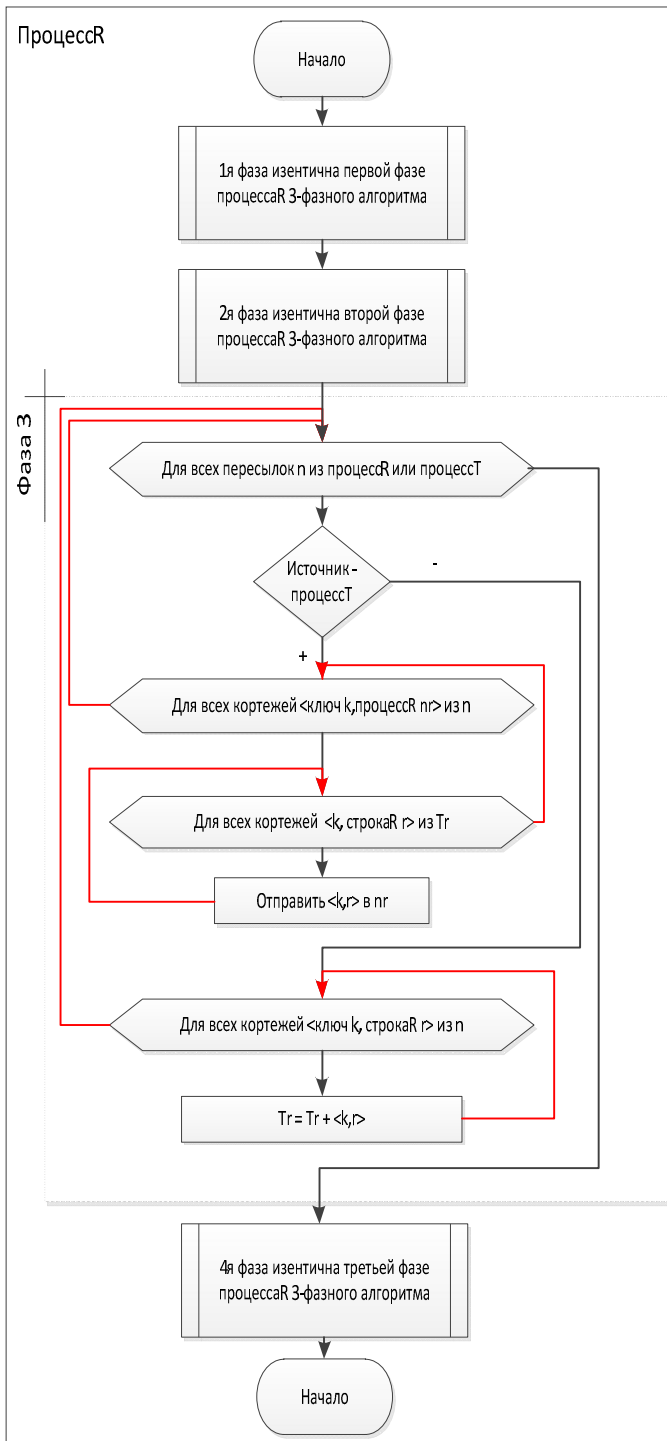 ПроцессR
Начало
1я фаза изентична первой фазе
процессаR 3-фазного алгоритма
2я фаза изентична второй фазе
процессаR 3-фазного алгоритма
Фаза 3
Для всех пересылок n из процессR или процессT
Источник -
процессT
-
+
Для всех кортежей <ключ k,процессR nr> из n
Для всех кортежей <k, строкаR r> из Tr
Отправить <k,r> в nr
Для всех кортежей <ключ k, строкаR r> из n
Tr = Tr + <k,r>
4я фаза изентична третьей фазе
процессаR 3-фазного алгоритма
Начало